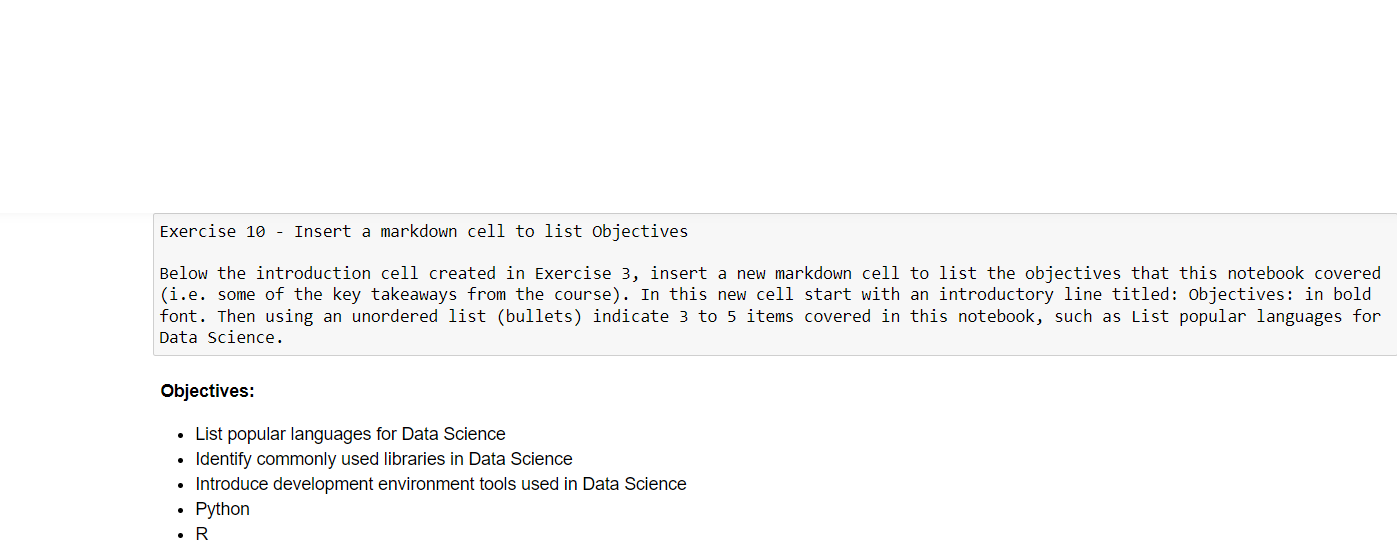 Exercise 10 - Insert a markdown cell to list Objectives
Below the introduction cell created in Exercise 3, insert a new markdown cell to list the objectives that this notebook covered
(i.e. some of the key takeaways from the course). In this new cell start with an introductory line titled: Objectives: in bold
font. Then using an unordered list (bullets) indicate 3 to 5 items covered in this notebook, such as List popular languages for
Data Science.
Objectives:
• List popular languages for Data Science
• Identify commonly used libraries in Data Science
• Introduce development environment tools used in Data Science
• Python
• R